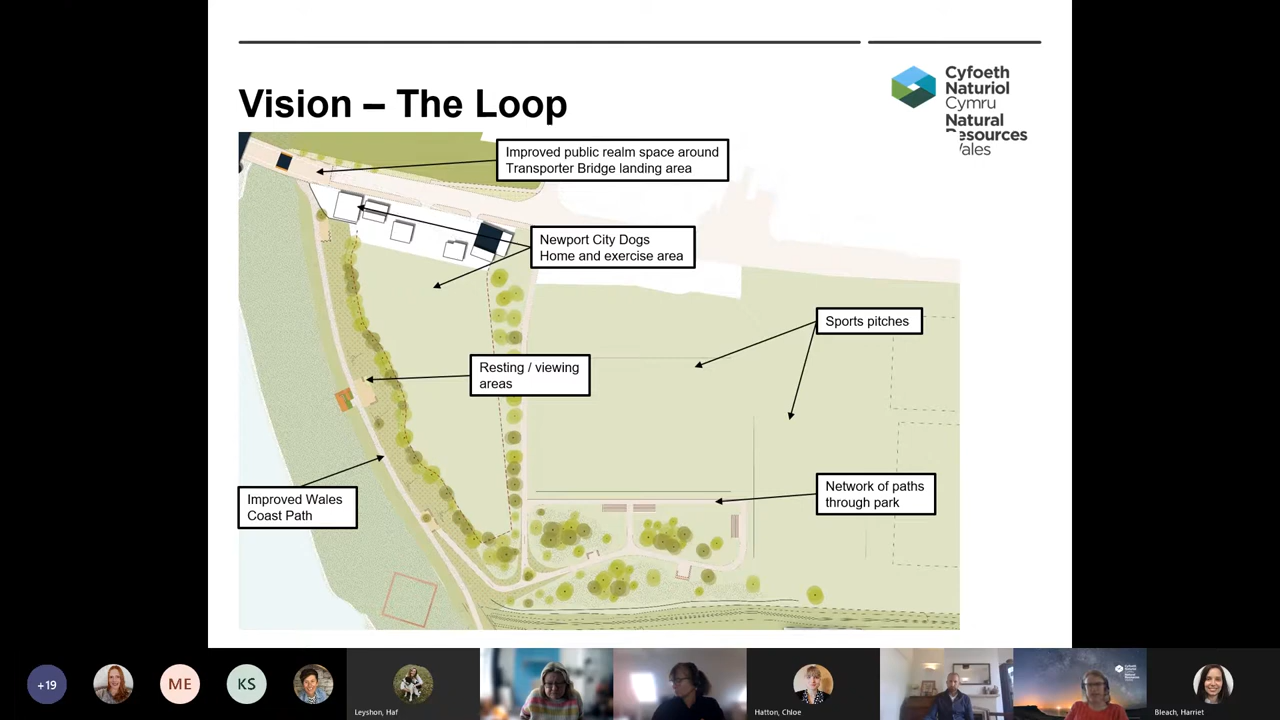 Vision – The Loop
Cyfoeth
Naturiol
Cymru
Natural
Resources
Wales
Improved public realm space around
Transporter Bridge landing area
Newport City Dogs
Home and exercise area
Sports pitches
Resting / viewing
areas
Improved Wales
Coast Path
Network of paths
through park
+19
ME
KS
Leyshon, Haf
Hatton, Chloe
Bleach, Harriet